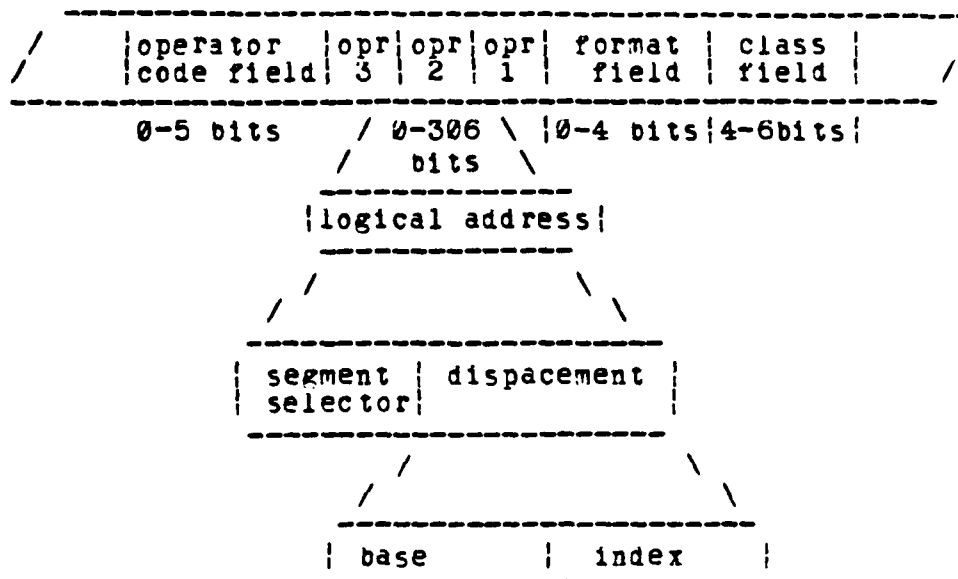 operator opr opr opr format class
code field 3 2 1 field field
0-5 bits 0-306 0-4 bits 4-6bits
bits
logical address
segment dispacement
selector
base index